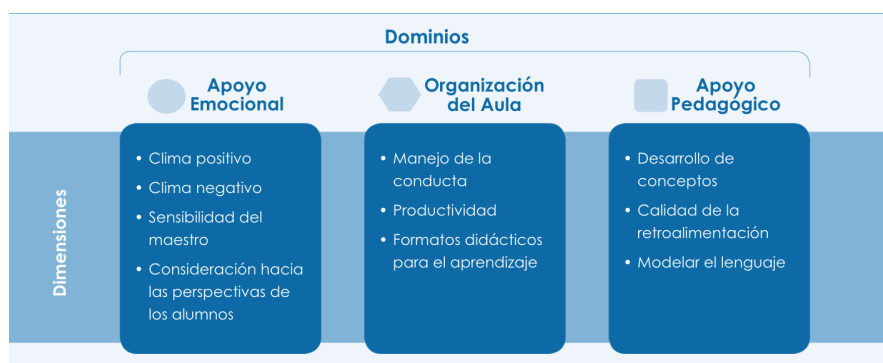 Dominios
Apoyo
Emocional
Organización
del Aula
Apoyo
Pedagógico
Dimensiones
• Clima positivo
• Clima negativo
• Sensibilidad del
maestro
• Consideración hacia
las perspectivas de
los alumnos
• Manejo de la
conducta
• Productividad
• Formatos didácticos
para el aprendizaje
• Desarrollo de
conceptos
• Calidad de la
retroalimentación
• Modelar el lenguaje